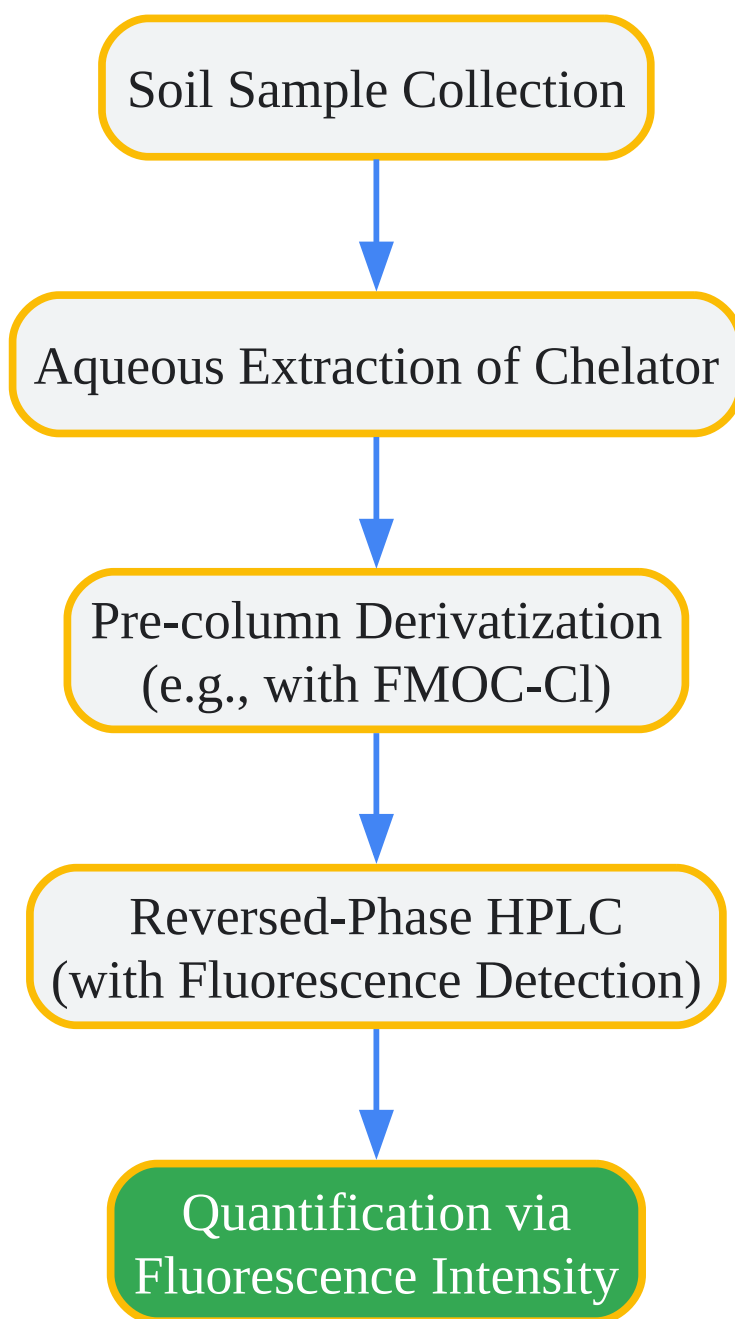 Soil Sample Collection
Aqueous Extraction of Chelator
Pre-column Derivatization
(e.g., with FMOC-Cl)
Reversed-Phase HPLC
(with Fluorescence Detection)
Quantification via
Fluorescence Intensity